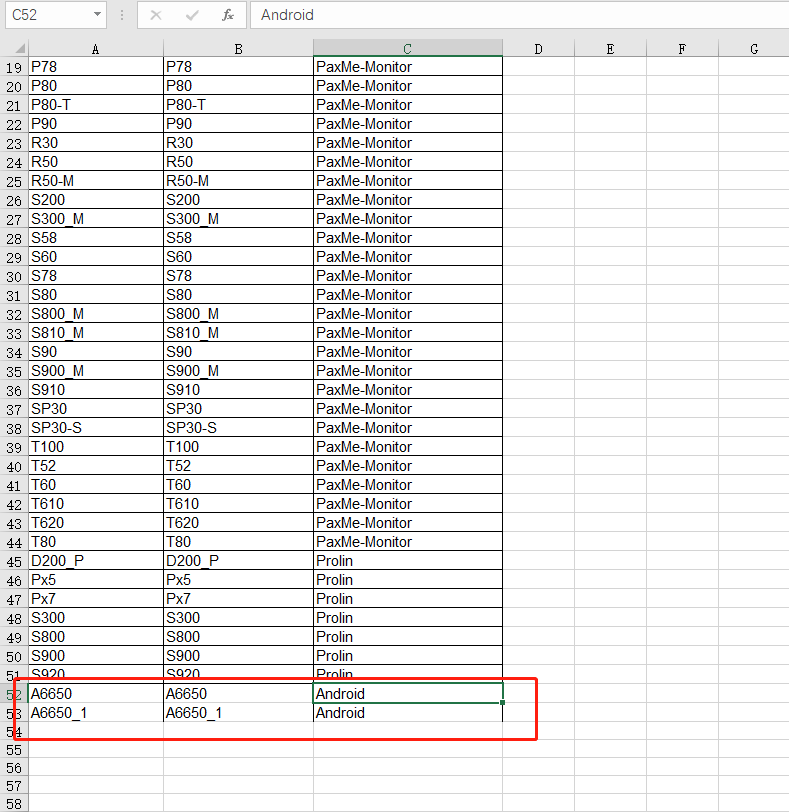 C52 fx Android
A B C D E F G
19 P78 P78 PaxMe-Monitor
20 P80 P80 PaxMe-Monitor
21 P80-T P80-T PaxMe-Monitor
22 P90 P90 PaxMe-Monitor
23 R30 R30 PaxMe-Monitor
24 R50 R50 PaxMe-Monitor
25 R50-M R50-M PaxMe-Monitor
26 S200 S200 PaxMe-Monitor
27 S300_M S300_M PaxMe-Monitor
28 S58 S58 PaxMe-Monitor
29 S60 S60 PaxMe-Monitor
30 S78 S78 PaxMe-Monitor
31 S80 S80 PaxMe-Monitor
32 S800_M S800_M PaxMe-Monitor
33 S810_M S810_M PaxMe-Monitor
34 S90 S90 PaxMe-Monitor
35 S900_M S900_M PaxMe-Monitor
36 S910 S910 PaxMe-Monitor
37 SP30 SP30 PaxMe-Monitor
38 SP30-S SP30-S PaxMe-Monitor
39 T100 T100 PaxMe-Monitor
40 T52 T52 PaxMe-Monitor
41 T60 T60 PaxMe-Monitor
42 T610 T610 PaxMe-Monitor
43 T620 T620 PaxMe-Monitor
44 T80 T80 PaxMe-Monitor
45 D200_P D200_P Prolin
46 Px5 Px5 Prolin
47 Px7 Px7 Prolin
48 S300 S300 Prolin
49 S800 S800 Prolin
50 S900 S900 Prolin
51 S920 S920 Prolin
52 A6650 A6650 Android
53 A6650_1 A6650_1 Android
54
55
56
57
58